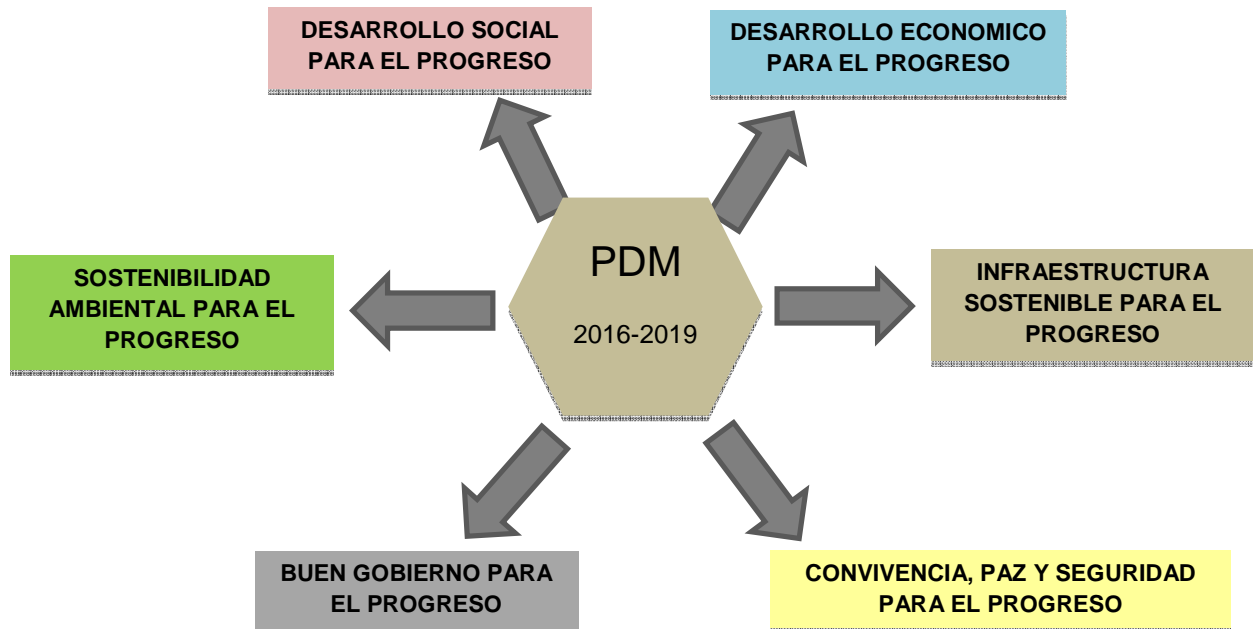 DESARROLLO SOCIAL
PARA EL PROGRESO
DESARROLLO ECONOMICO
PARA EL PROGRESO
PDM
2016-2019
SOSTENIBILIDAD
AMBIENTAL PARA EL
PROGRESO
INFRAESTRUCTURA
SOSTENIBLE PARA EL
PROGRESO
BUEN GOBIERNO PARA
EL PROGRESO
CONVIVENCIA, PAZ Y SEGURIDAD
PARA EL PROGRESO